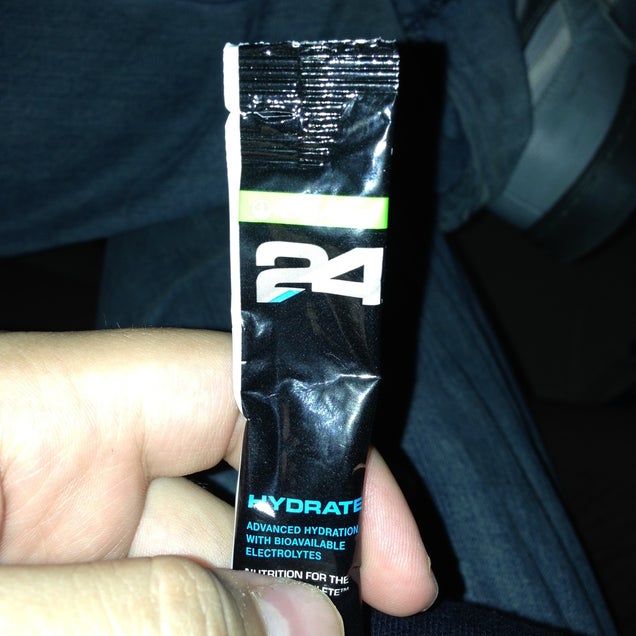 24
HYDRATE
ADVANCED HYDRATION
WITH BIOAVAILABLE
ELECTROLYTES
NUTRITION FOR THE